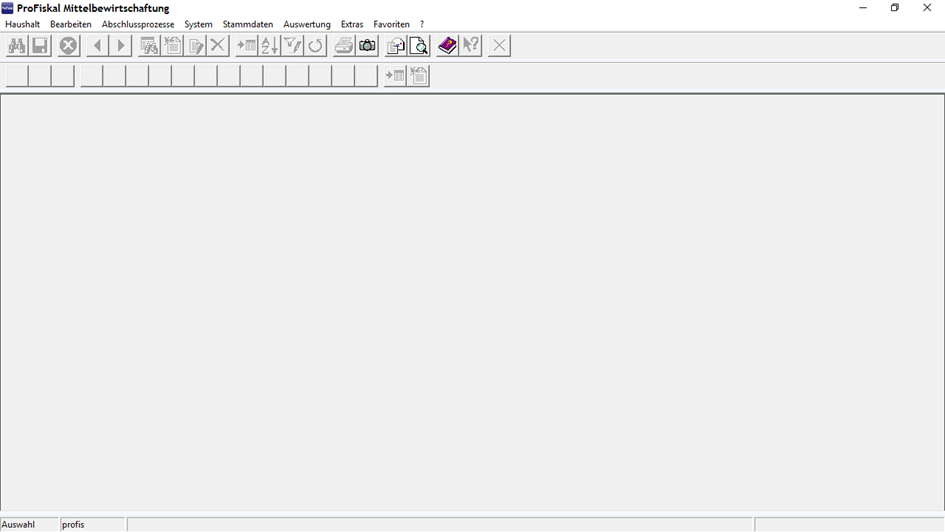 ProFiskal Mittelbewirtschaftung
Haushalt Bearbeiten Abschlussprozesse System Stammdaten Auswertung Extras Favoriten ?
Auswahl profis